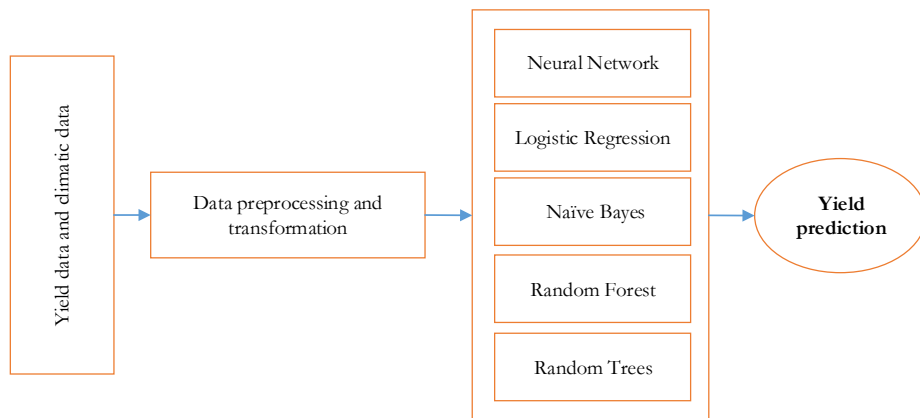 Yield data and climatic data
Data preprocessing and
transformation
Neural Network
Logistic Regression
Naïve Bayes
Random Forest
Random Trees
Yield
prediction